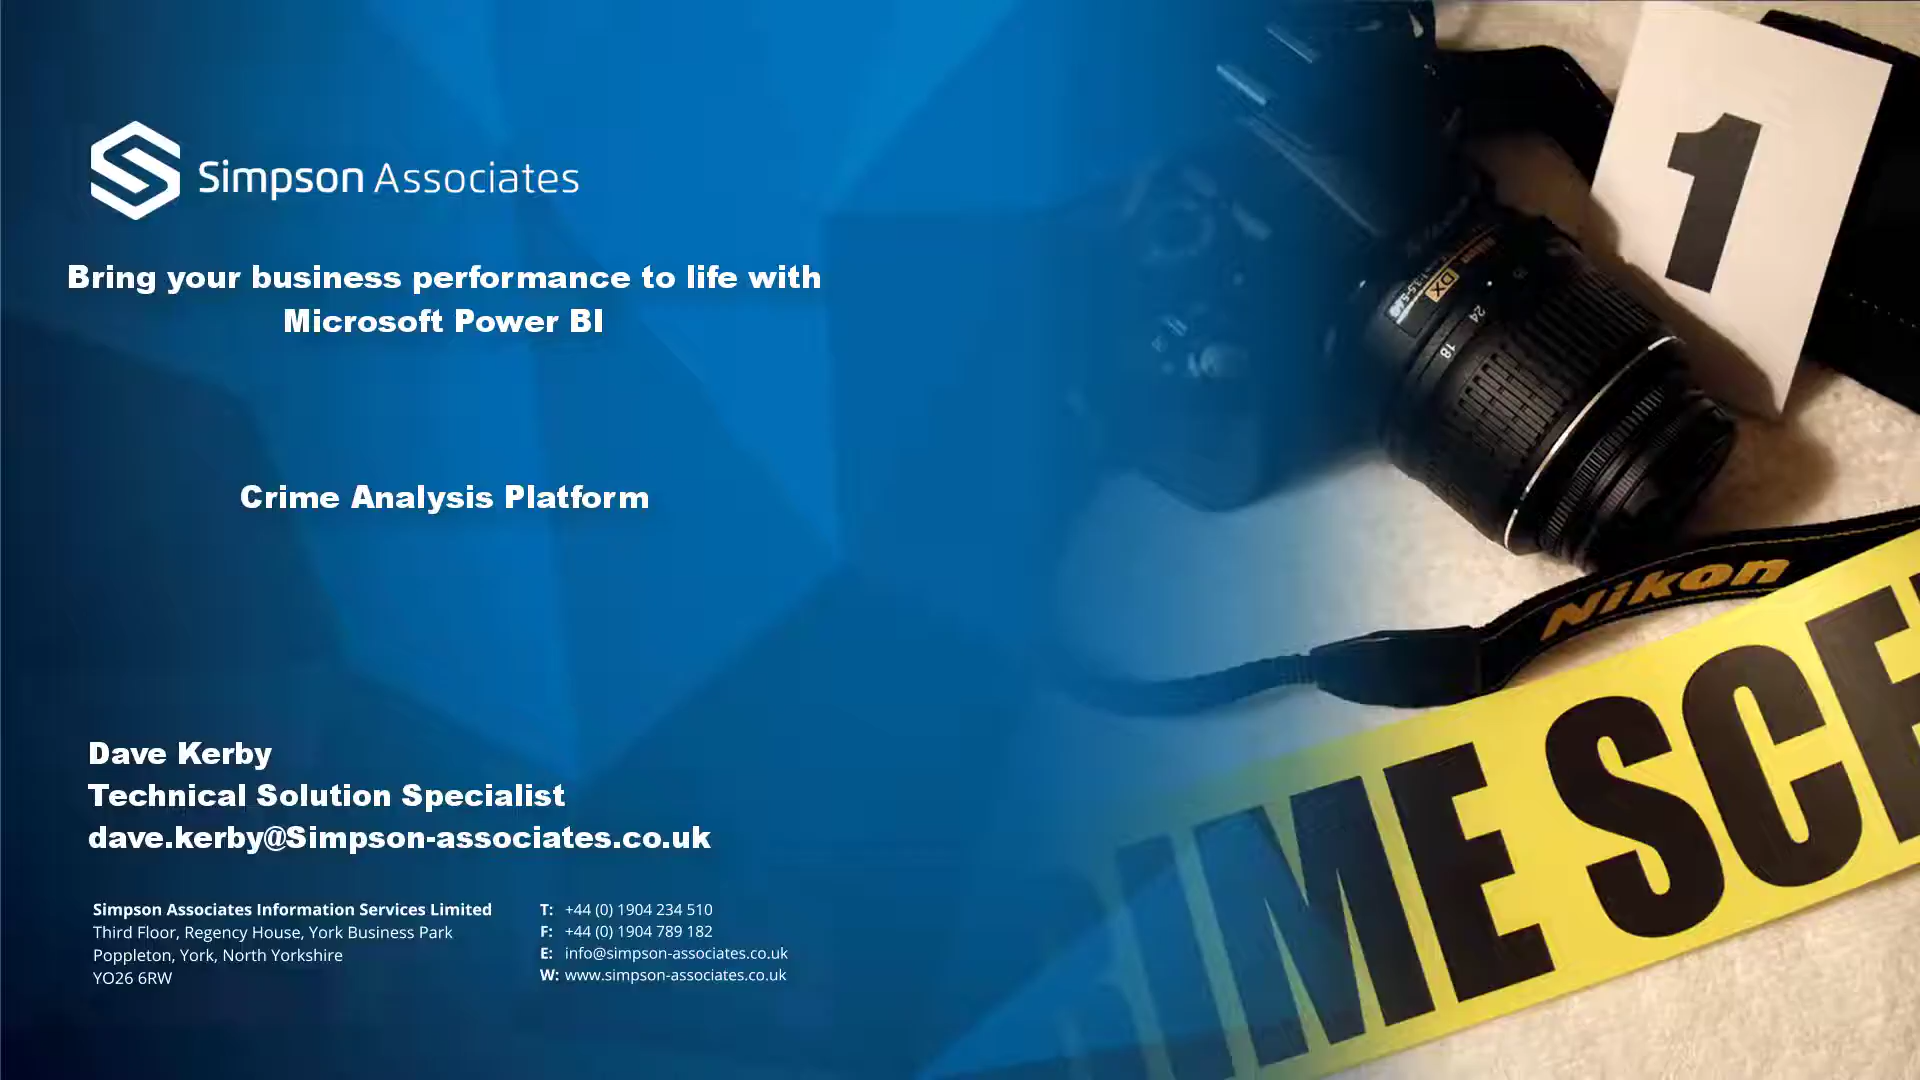 Simpson Associates
Bring your business performance to life with
Microsoft Power BI
Crime Analysis Platform
Dave Kerby
Technical Solution Specialist
dave.kerby@Simpson-associates.co.uk
Simpson Associates Information Services Limited
Third Floor, Regency House, York Business Park
Poppleton, York, North Yorkshire
YO26 6RW
T: +44 (0) 1904 234 510
F: +44 (0) 1904 789 182
E: info@simpson-associates.co.uk
W: www.simpson-associates.co.uk
1
DX
24
18
Nikon
IME SCE